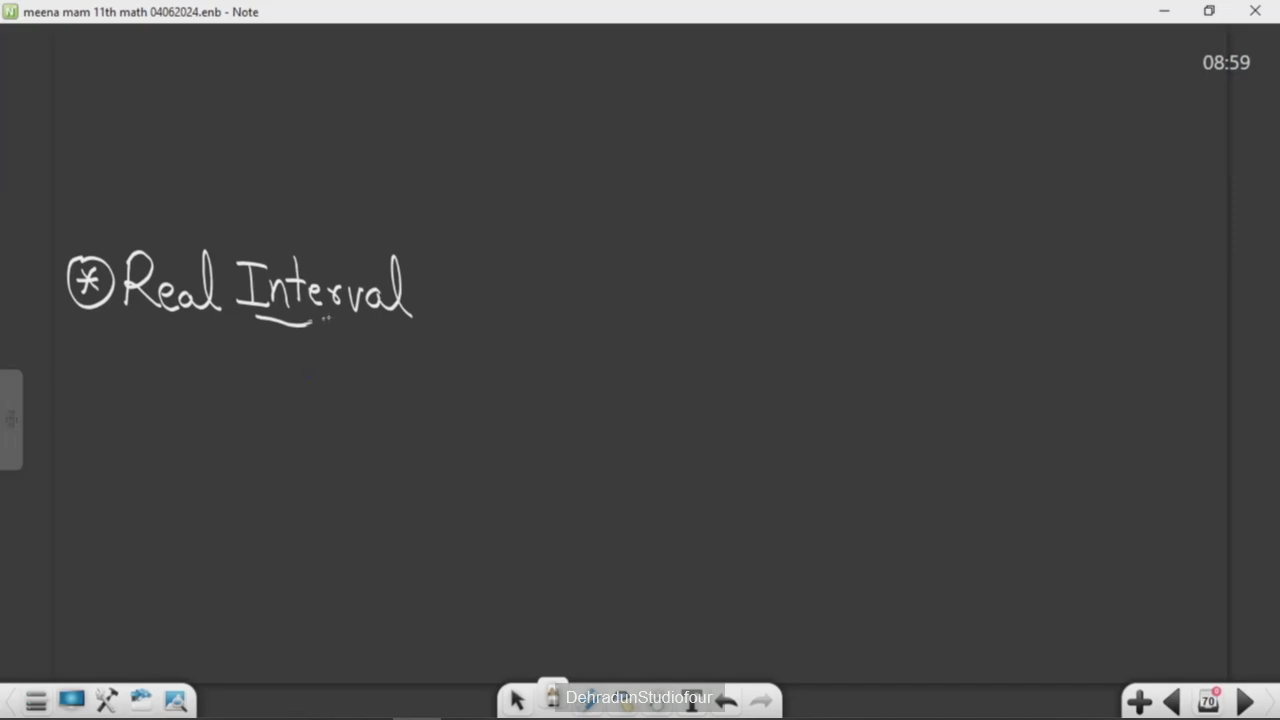 meena mam 11th math 04062024.enb - Note
08:59
⊛ Real Interval
DehradunStudiofour
70